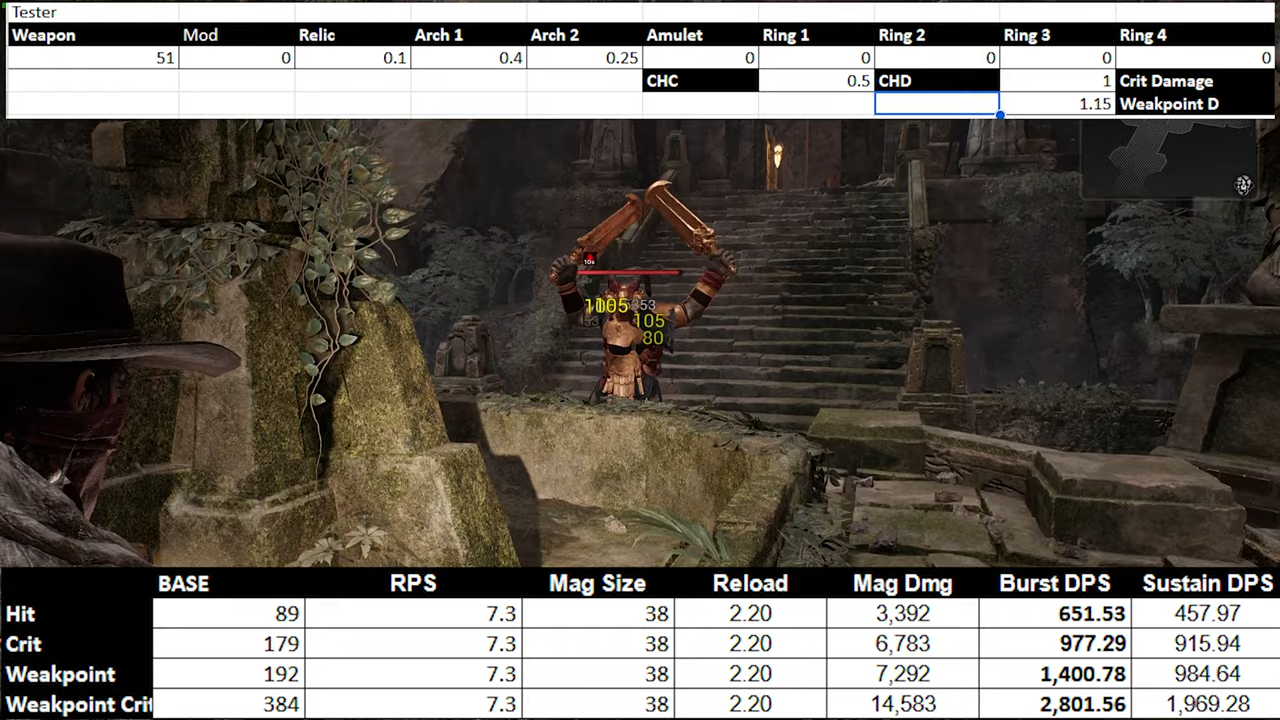 Tester
Weapon Mod Relic Arch 1 Arch 2 Amulet Ring 1 Ring 2 Ring 3 Ring 4
51 0 0.1 0.4 0.25 0 0 0 0 0
CHC 0.5 CHD 1 Crit Damage
1.15 Weakpoint D
10s
105 53
105
80
BASE RPS Mag Size Reload Mag Dmg Burst DPS Sustain DPS
Hit 89 7.3 38 2.20 3,392 651.53 457.97
Crit 179 7.3 38 2.20 6,783 977.29 915.94
Weakpoint 192 7.3 38 2.20 7,292 1,400.78 984.64
Weakpoint Crit 384 7.3 38 2.20 14,583 2,801.56 1,969.28